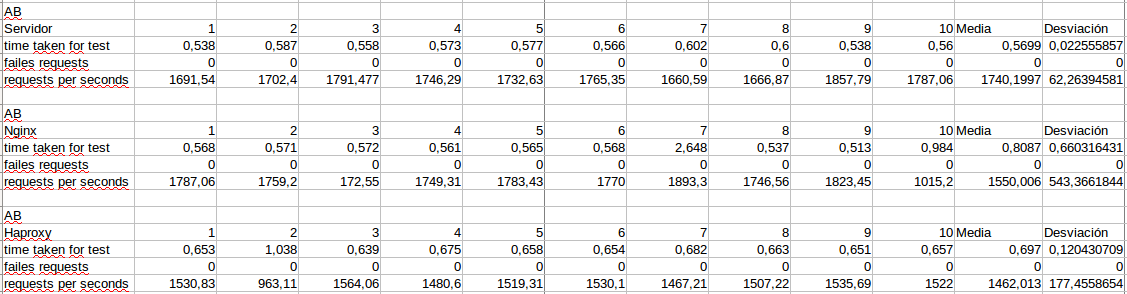 AB
Servidor 1 2 3 4 5 6 7 8 9 10 Media Desviación
time taken for test 0,538 0,587 0,558 0,573 0,577 0,566 0,602 0,6 0,538 0,56 0,5699 0,022555857
failes requests 0 0 0 0 0 0 0 0 0 0 0 0
requests per seconds 1691,54 1702,4 1791,477 1746,29 1732,63 1765,35 1660,59 1666,87 1857,79 1787,06 1740,1997 62,26394581
AB
Nginx 1 2 3 4 5 6 7 8 9 10 Media Desviación
time taken for test 0,568 0,571 0,572 0,561 0,565 0,568 2,648 0,537 0,513 0,984 0,8087 0,660316431
failes requests 0 0 0 0 0 0 0 0 0 0 0 0
requests per seconds 1787,06 1759,2 172,55 1749,31 1783,43 1770 1893,3 1746,56 1823,45 1015,2 1550,006 543,3661844
AB
Haproxy 1 2 3 4 5 6 7 8 9 10 Media Desviación
time taken for test 0,653 1,038 0,639 0,675 0,658 0,654 0,682 0,663 0,651 0,657 0,697 0,120430709
failes requests 0 0 0 0 0 0 0 0 0 0 0 0
requests per seconds 1530,83 963,11 1564,06 1480,6 1519,31 1530,1 1467,21 1507,22 1535,69 1522 1462,013 177,4558654